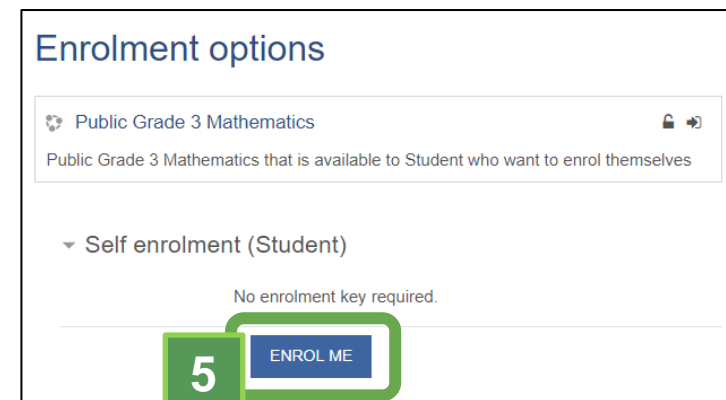 Enrolment options
Public Grade 3 Mathematics
Public Grade 3 Mathematics that is available to Student who want to enrol themselves
Self enrolment (Student)
No enrolment key required.
ENROL ME
5